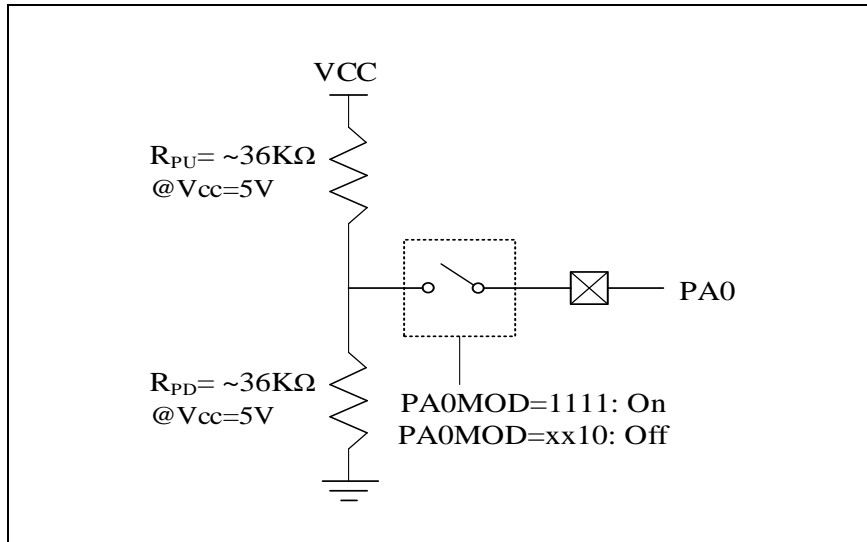 VCC
RPU= ~36KΩ
@Vcc=5V
PA0
RPD= ~36KΩ
@Vcc=5V
PA0MOD=1111: On
PA0MOD=xx10: Off